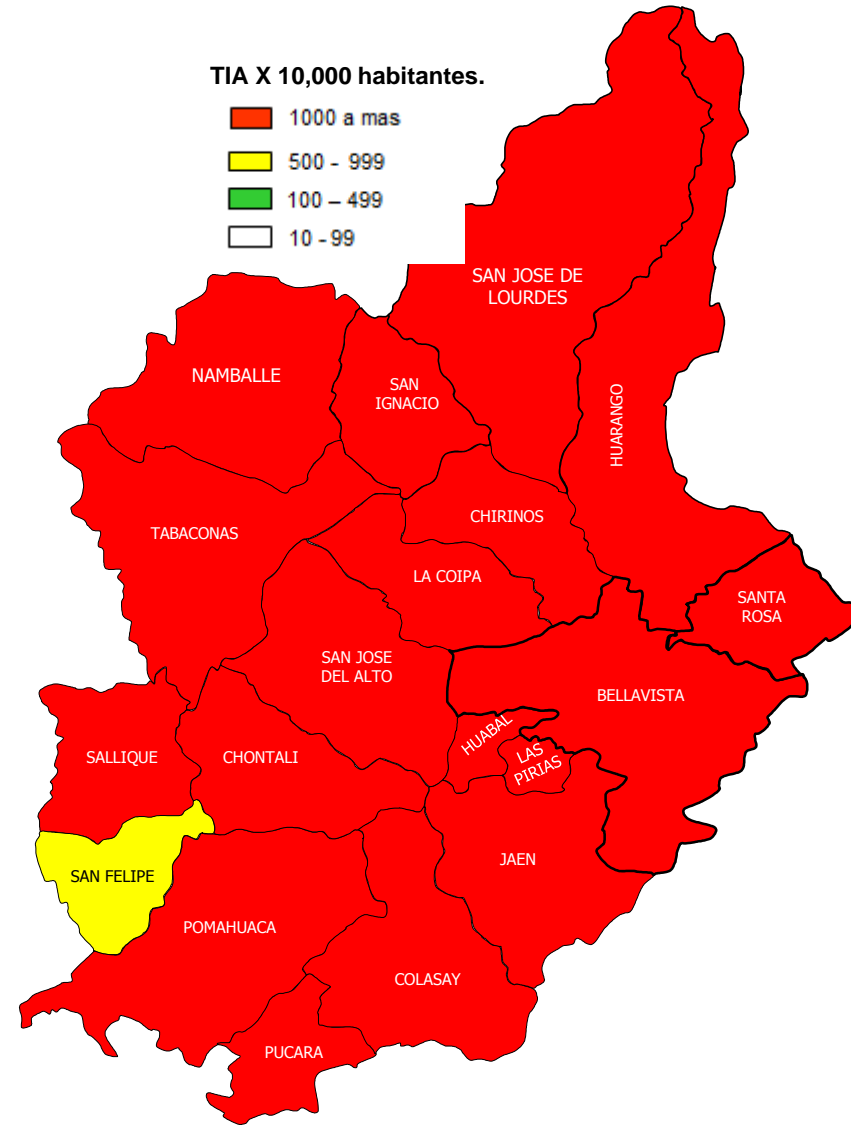 TIA X 10,000 habitantes.
1000 a mas
500 - 999
100 – 499
10 - 99
SAN JOSE DE
LOURDES
NAMBALLE
SAN
IGNACIO
HUARANGO
TABACONAS
CHIRINOS
LA COIPA
SANTA
ROSA
SAN JOSE
DEL ALTO
BELLAVISTA
HUABAL
LAS
PIRIAS
SALLIQUE
CHONTALI
JAEN
SAN FELIPE
POMAHUACA
COLASAY
PUCARA